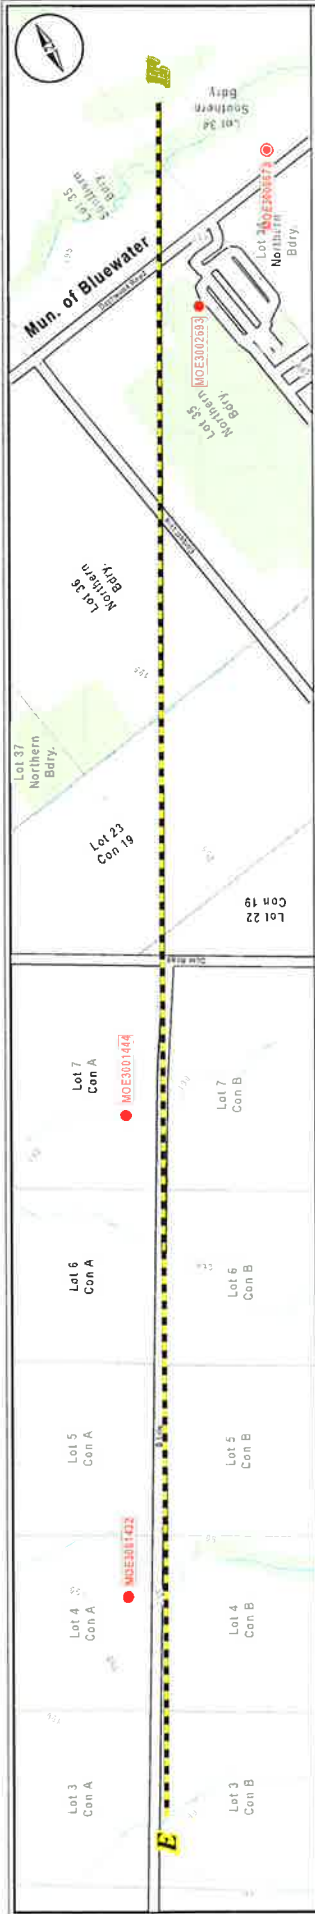 N
E'
Lot 34
Southern
Bdry.
Lot 35
Southern
Bdry.
Mun. of Bluewater
Dashwood Road
Northern
Bdry.
MOE3002693
Lot 35
Northern
Bdry.
Lot 36
Northern
Bdry.
195
Lot 37
Northern
Bdry.
Lot 23
Con 19
Lot 22
Con 19
Lot 7
Con A
MOE3001444
Lot 7
Con B
Lot 6
Con A
Lot 6
Con B
Lot 5
Con A
Lot 5
Con B
MOE3001432
Lot 4
Con A
Lot 4
Con B
Lot 3
Con A
Lot 3
Con B
E